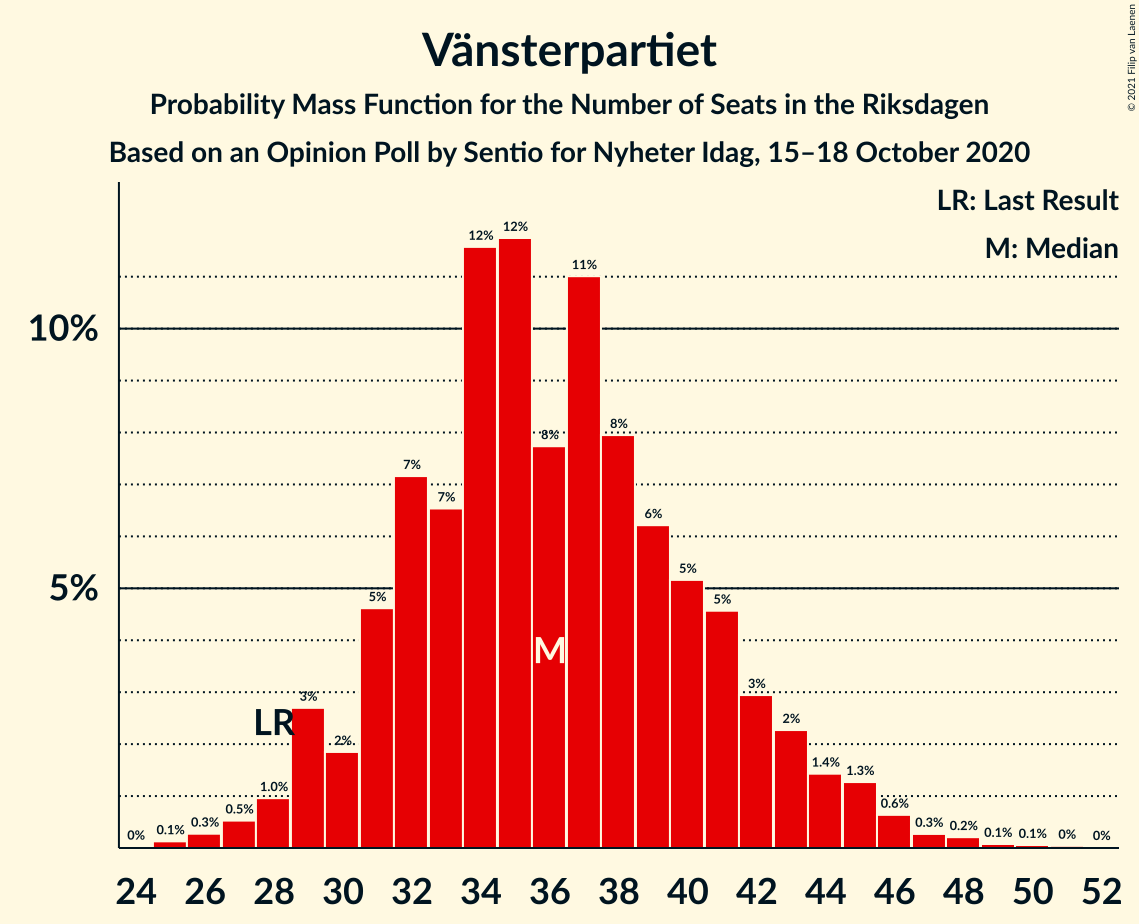 © 2021 Filip van Laenen
Vänsterpartiet
Probability Mass Function for the Number of Seats in the Riksdagen
Based on an Opinion Poll by Sentio for Nyheter Idag, 15–18 October 2020
LR: Last Result
M: Median
10%
5%
0% 0.1% 0.3% 0.5% 1.0% 3% 2% 5% 7% 7% 12% 12% 8% 11% 8% 6% 5% 5% 3% 2% 1.4% 1.3% 0.6% 0.3% 0.2% 0.1% 0.1% 0% 0%
LR
M
24 26 28 30 32 34 36 38 40 42 44 46 48 50 52